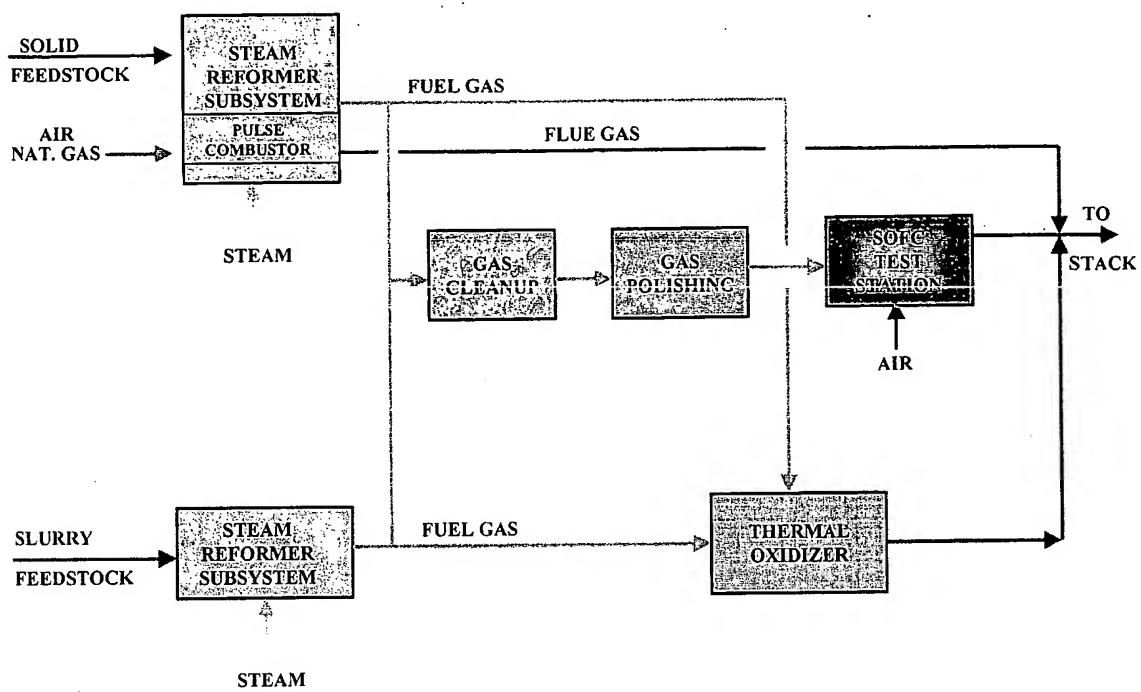 SOLID
FEEDSTOCK
STEAM
REFORMER
SUBSYSTEM
FUEL GAS
AIR
NAT. GAS
PULSE
COMBUSTOR
FLUE GAS
STEAM
GAS
CLEANUP
GAS
POLISHING
SOFC
TEST
STATION
TO
STACK
AIR
SLURRY
FEEDSTOCK
STEAM
REFORMER
SUBSYSTEM
FUEL GAS
THERMAL
OXIDIZER
STEAM